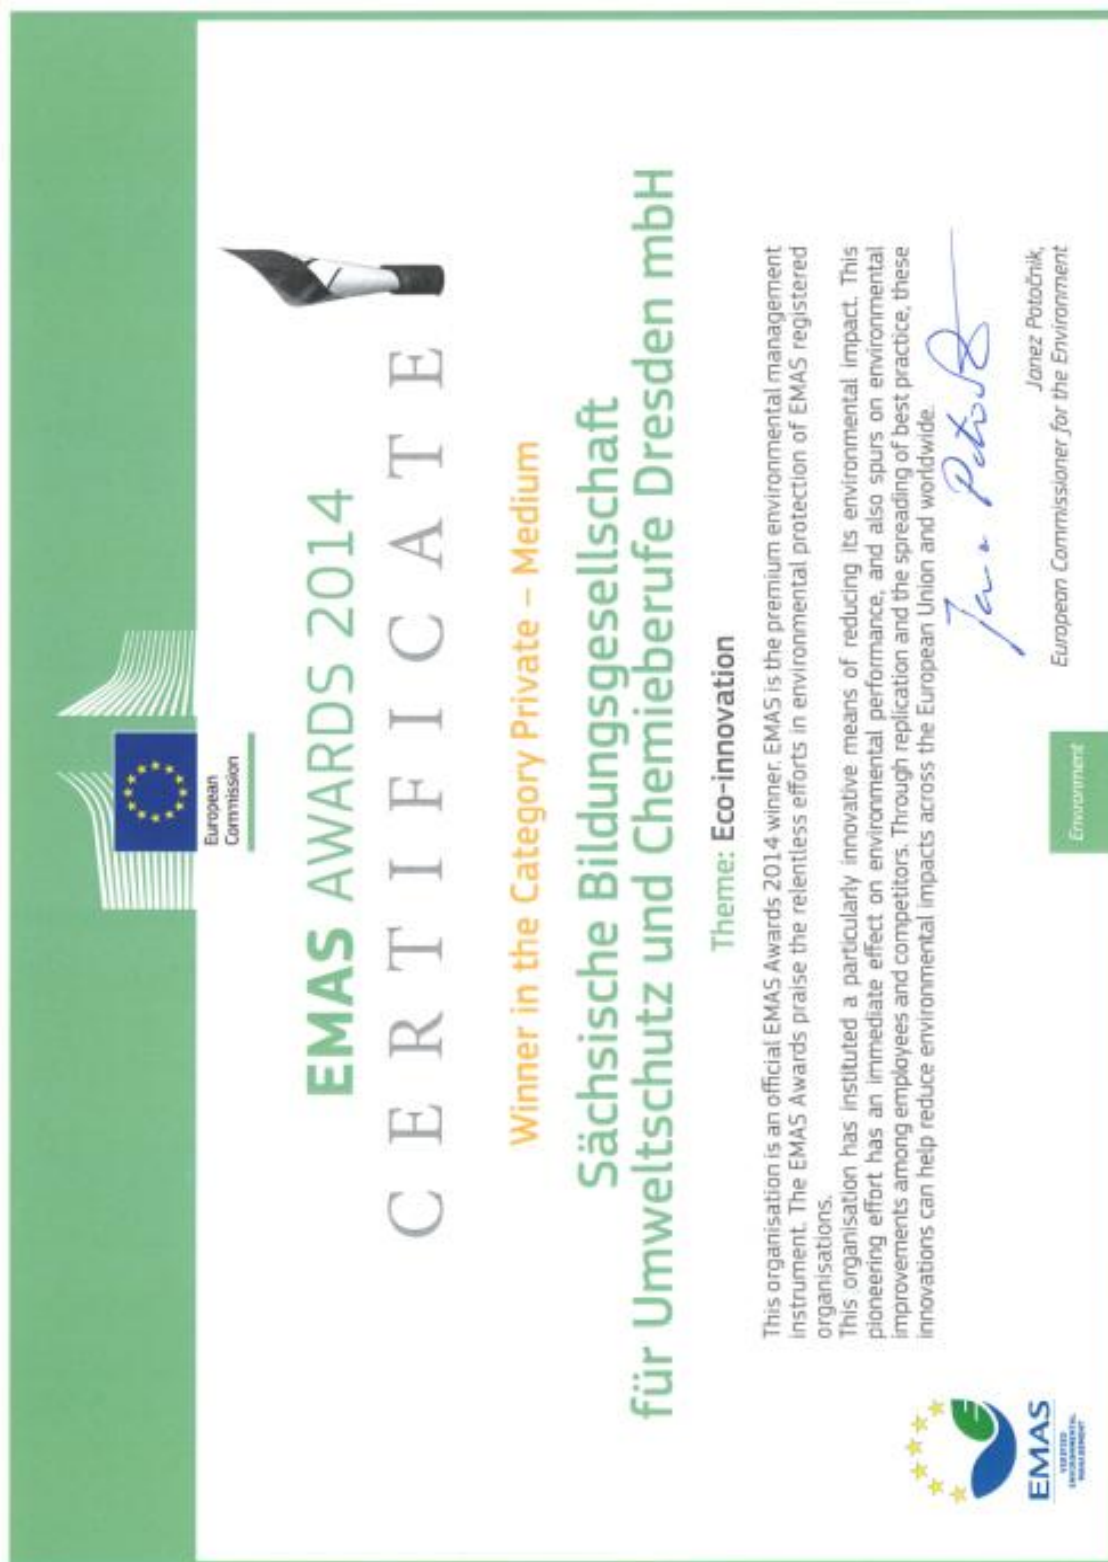 European
Commission
EMAS AWARDS 2014
CERTIFICATE
Winner in the Category Private – Medium
Sächsische Bildungsgesellschaft
für Umweltschutz und Chemieberufe Dresden mbH
Theme: Eco-innovation
This organisation is an official EMAS Awards 2014 winner. EMAS is the premium environmental management
instrument. The EMAS Awards praise the relentless efforts in environmental protection of EMAS registered
organisations.
This organisation has instituted a particularly innovative means of reducing its environmental impact. This
pioneering effort has an immediate effect on environmental performance, and also spurs on environmental
improvements among employees and competitors. Through replication and the spreading of best practice, these
innovations can help reduce environmental impacts across the European Union and worldwide.
Janez Potočnik,
European Commissioner for the Environment
EMAS
VERIFIED
ENVIRONMENTAL
MANAGEMENT
Environment